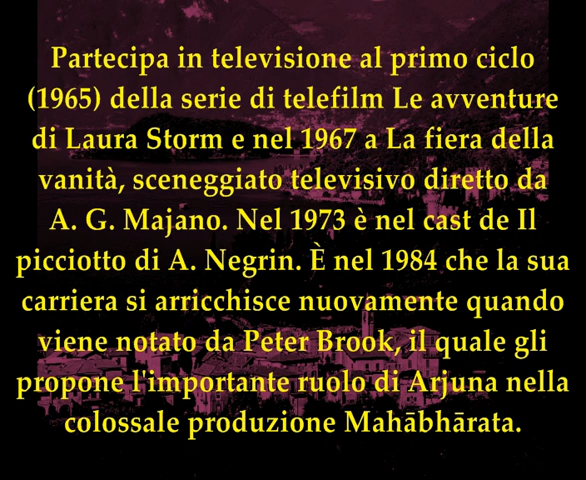 Partecipa in televisione al primo ciclo
(1965) della serie di telefilm Le avventure
di Laura Storm e nel 1967 a La fiera della
vanità, sceneggiato televisivo diretto da
A. G. Majano. Nel 1973 è nel cast de Il
picciotto di A. Negrin. È nel 1984 che la sua
carriera si arricchisce nuovamente quando
viene notato da Peter Brook, il quale gli
propone l'importante ruolo di Arjuna nella
colossale produzione Mahābhārata.